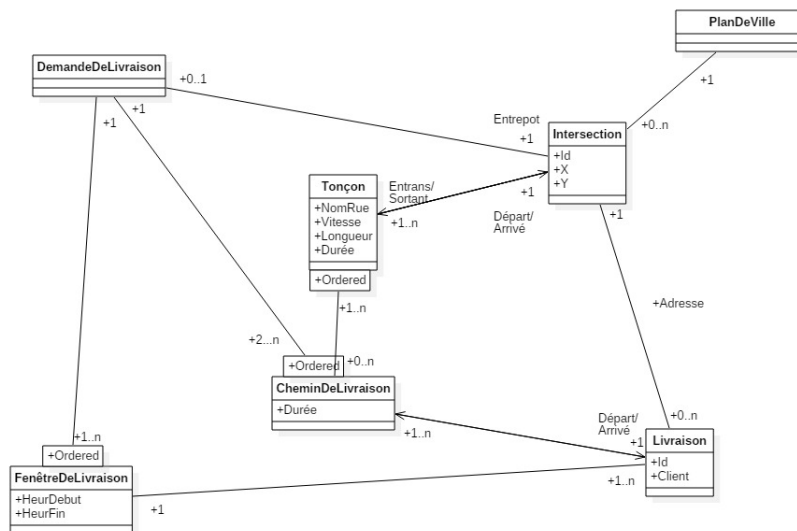 PlanDeVille
+1
+0..n
DemandeDeLivraison
+0..1
+1
+1
Entrepot
+1
Intersection
+Id
+X
+Y
+1
Tonçon
+NomRue
+Vitesse
+Longueur
+Durée
+Ordered
Entrans/
Sortant
+1
+1..n
Départ/
Arrivé
+1..n
+Adresse
+2...n
+0..n
+Ordered
CheminDeLivraison
+Durée
+1..n
Départ/
Arrivé
+1
+0..n
Livraison
+Id
+Client
+1..n
+1..n
+Ordered
FenêtreDeLivraison
+HeurDebut
+HeurFin
+1